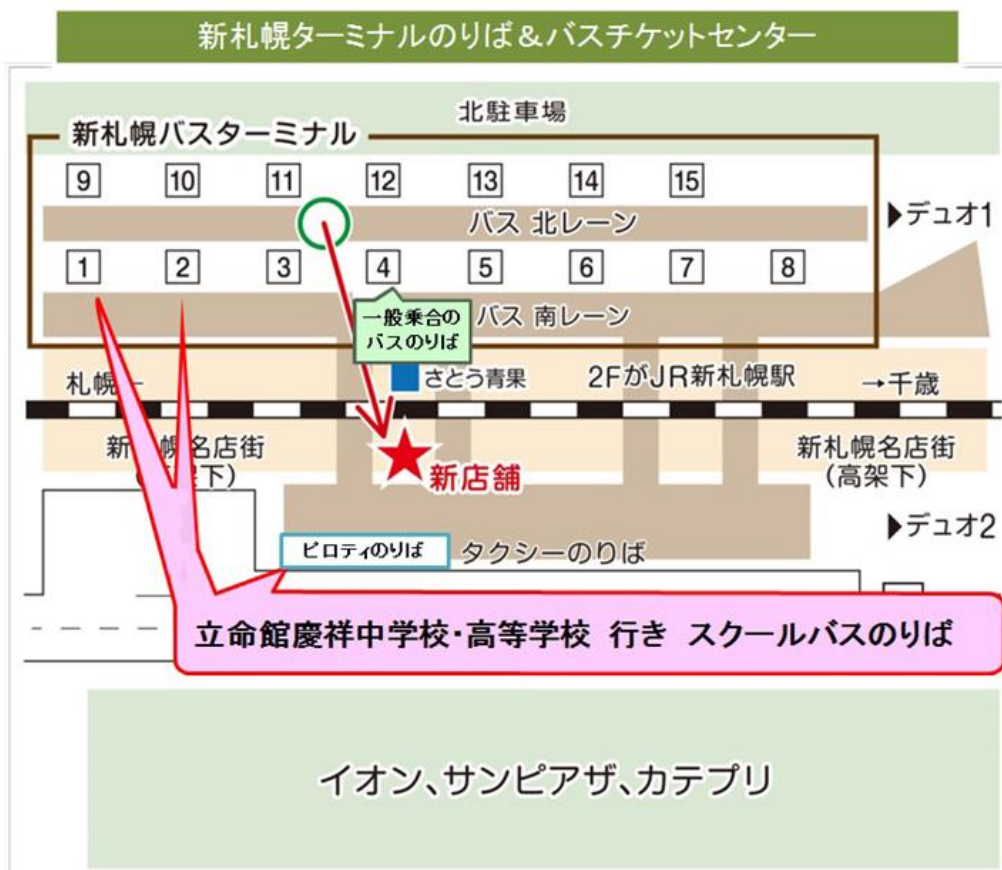 新札幌ターミナルのりば＆バスチケットセンター
北駐車場
新札幌バスターミナル
9 10 11 12 13 14 15
バス 北レーン
▶デュオ1
1 2 3 4 5 6 7 8
一般乗合の
バスのりば
バス 南レーン
さとう青果
2FがJR新札幌駅
札幌←
→千歳
新札幌名店街
(高架下)
新店舗
新札幌名店街
(高架下)
▶デュオ2
ピロティのりば
タクシーのりば
立命館慶祥中学校・高等学校 行き スクールバスのりば
イオン、サンピアザ、カテプリ